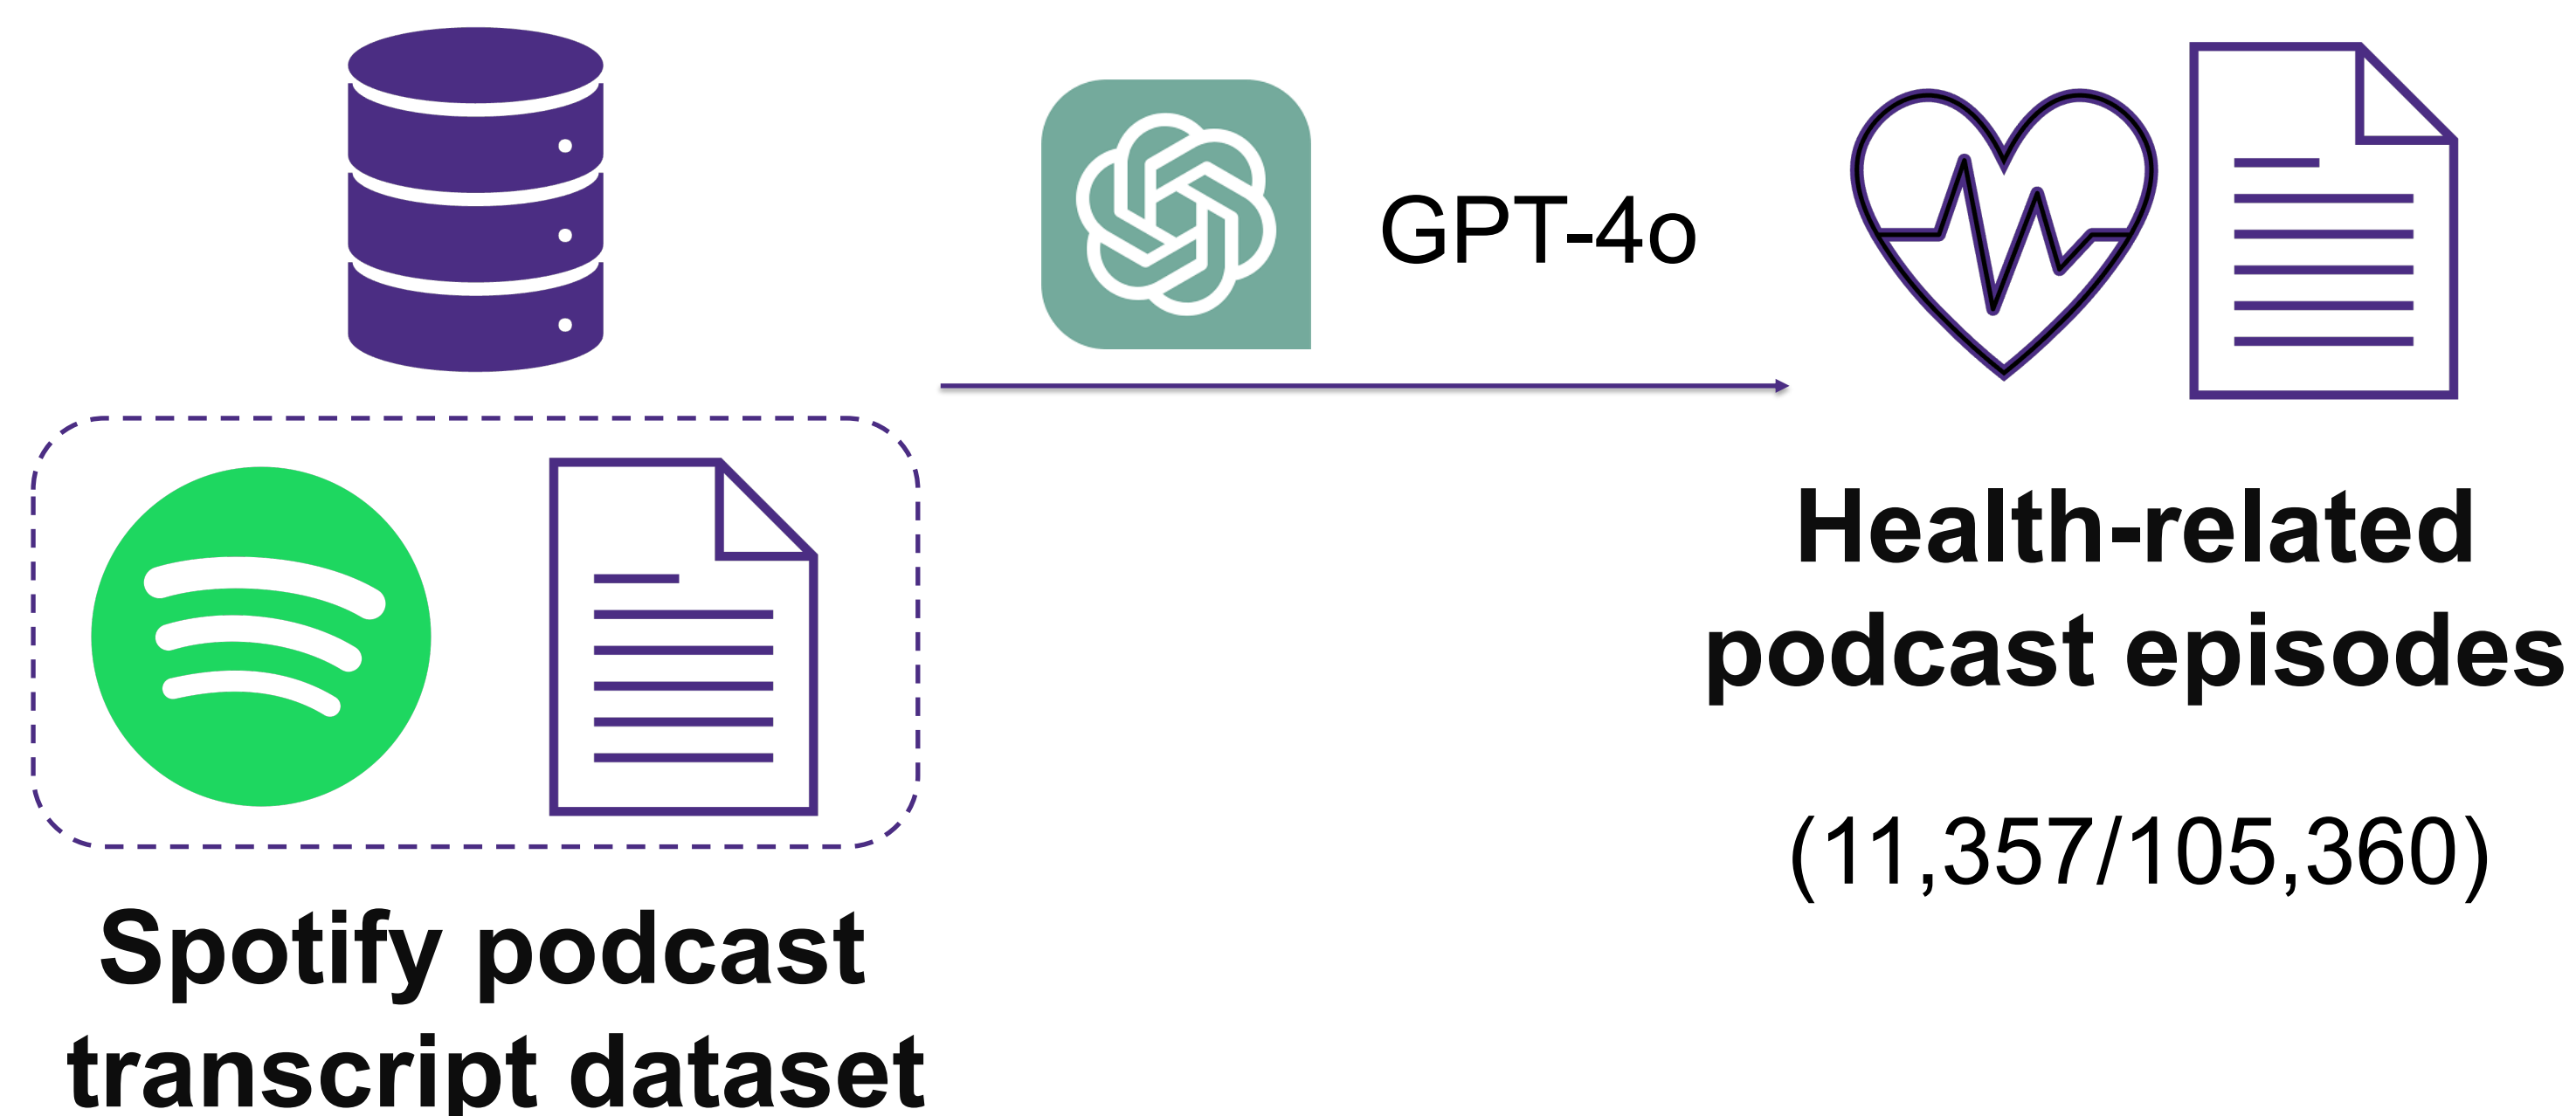 GPT-4o
Health-related
podcast episodes
(11,357/105,360)
Spotify podcast
transcript dataset